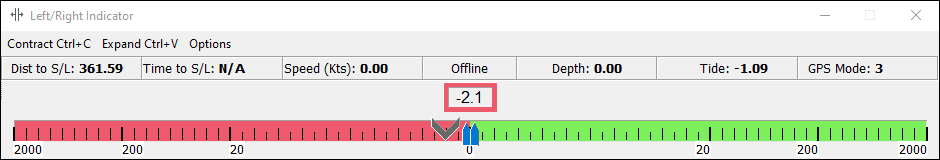 Left/Right Indicator
Contract Ctrl+C Expand Ctrl+V Options
Dist to S/L: 361.59 Time to S/L: N/A Speed (Kts): 0.00 Offline Depth: 0.00 Tide: -1.09 GPS Mode: 3
-2.1
2000 200 20 0 20 200 2000